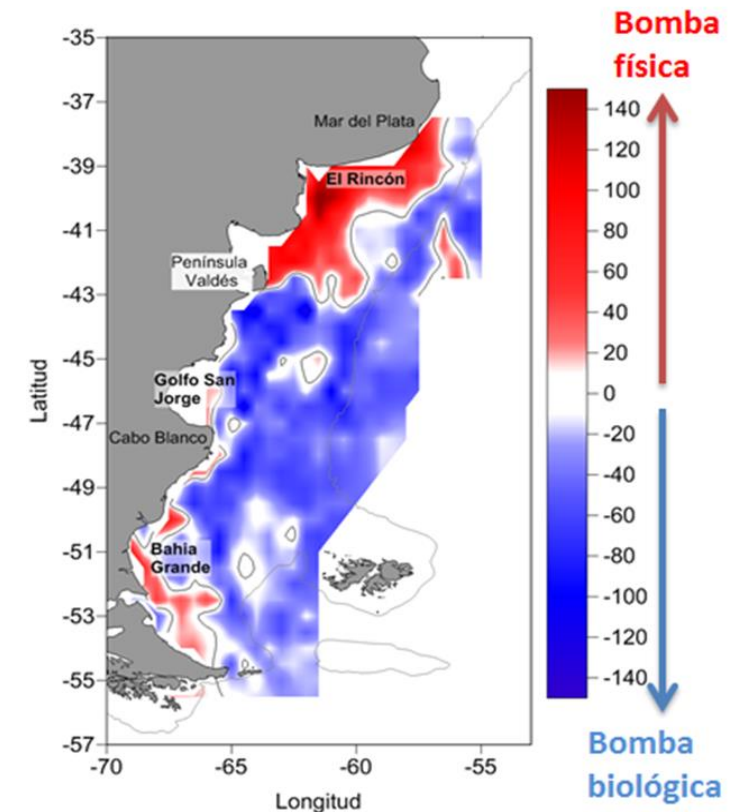 Bomba
física
-35
-37
-39
-41
-43
-45
-47
-49
-51
-53
-55
-57
Latitud
Mar del Plata
El Rincón
Península
Valdés
Golfo San
Jorge
Cabo Blanco
Bahia
Grande
-70
-65
-60
-55
Longitud
140
120
100
80
60
40
20
0
-20
-40
-60
-80
-100
-120
-140
Bomba
biológica